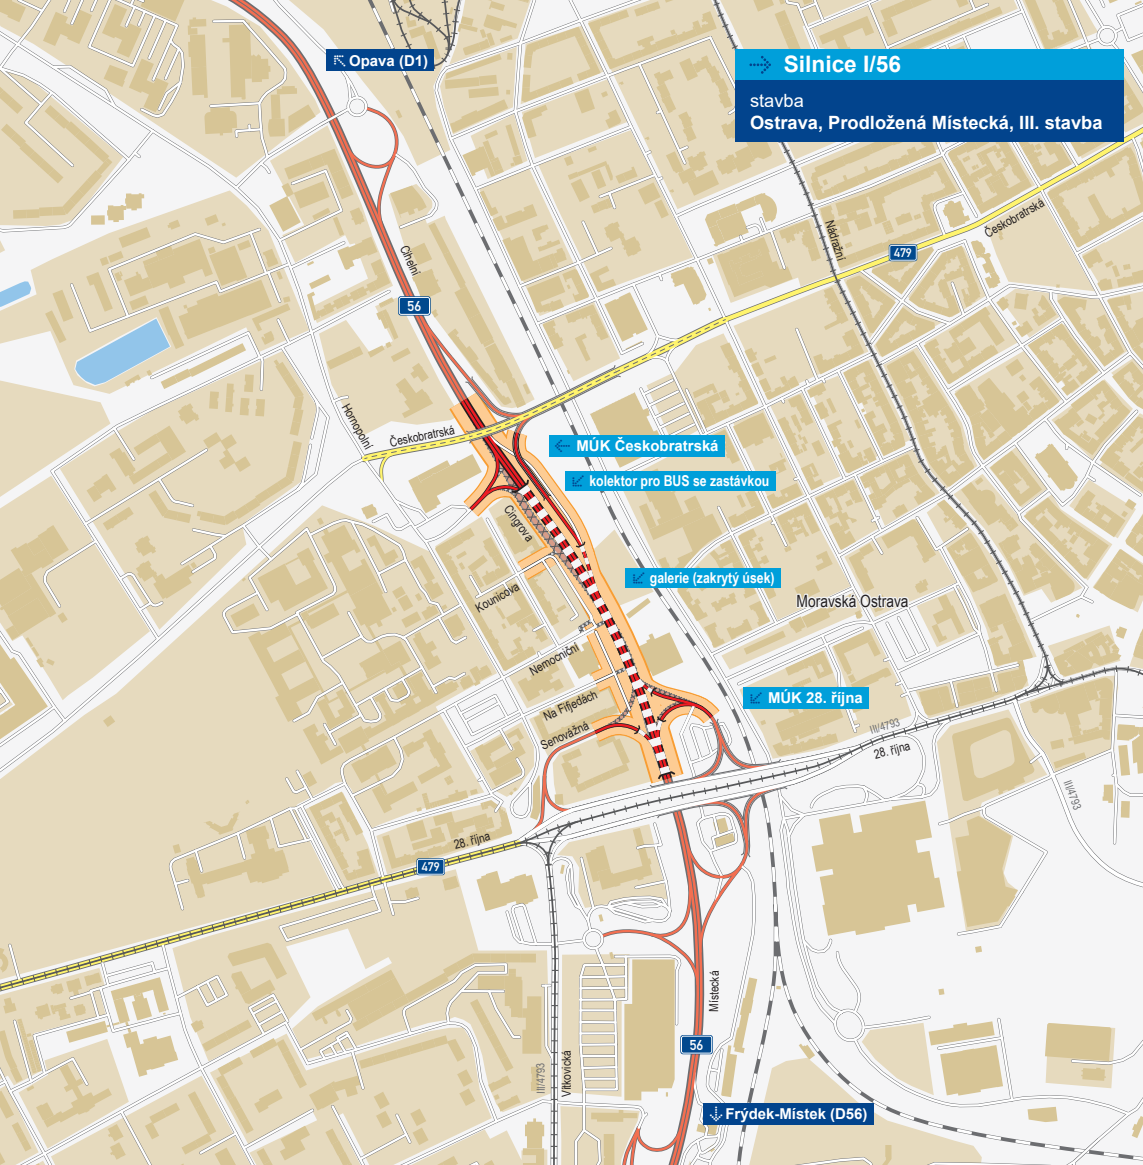 Opava (D1)
Silnice I/56
stavba
Ostrava, Prodložená Místecká, III. stavba
Českobratrská
Nádražní
479
Cihelní
56
Hornopolní
Českobratrská
MÚK Českobratrská
kolektor pro BUS se zastávkou
Cingrova
galerie (zakrytý úsek)
Kounicova
Moravská Ostrava
Nemocniční
Na Fifjedách
MÚK 28. října
Senovážná
III/4793
28. října
III/4793
28. října
479
Místecká
56
III/4793
Vítkovická
Frýdek-Místek (D56)